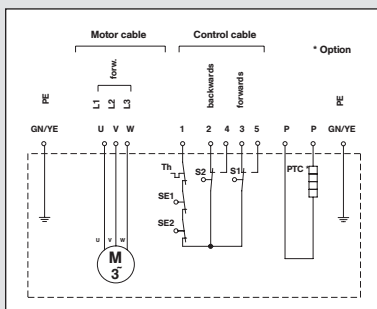 Motor cable Control cable
* Option
forw. backwards forwards
PE L1 L2 L3 PE
GN/YE U V W 1 2 4 3 5 P P GN/YE
Th S2 S1 PTC *
SE1
SE2
U V W
M
3~